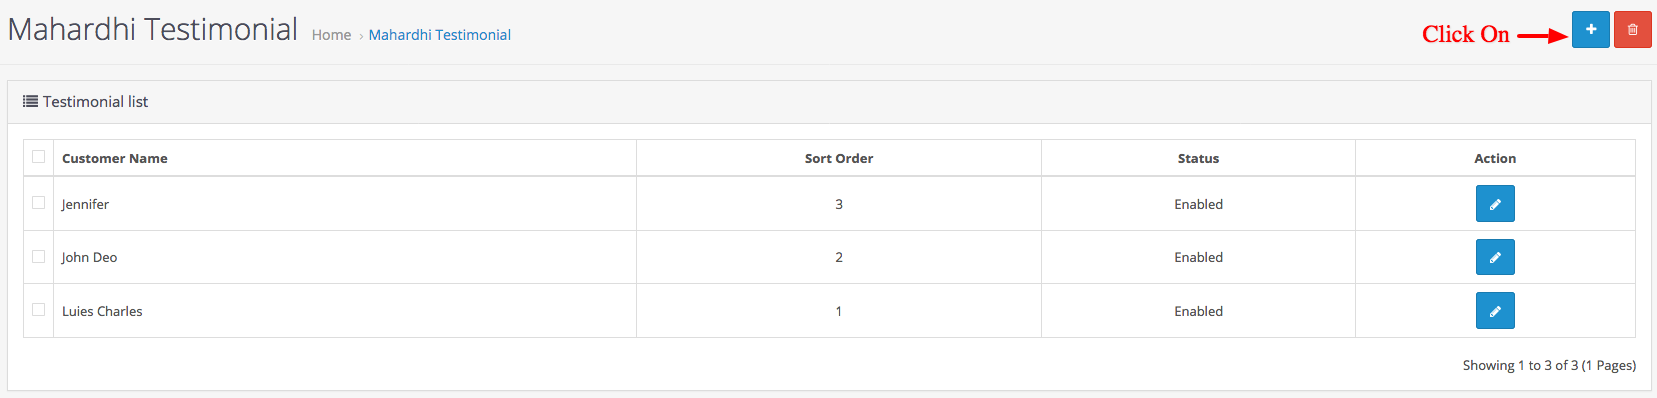 Mahardhi Testimonial Home › Mahardhi Testimonial Click On
Testimonial list
Customer Name Sort Order Status Action
Jennifer 3 Enabled
John Deo 2 Enabled
Luies Charles 1 Enabled
Showing 1 to 3 of 3 (1 Pages)